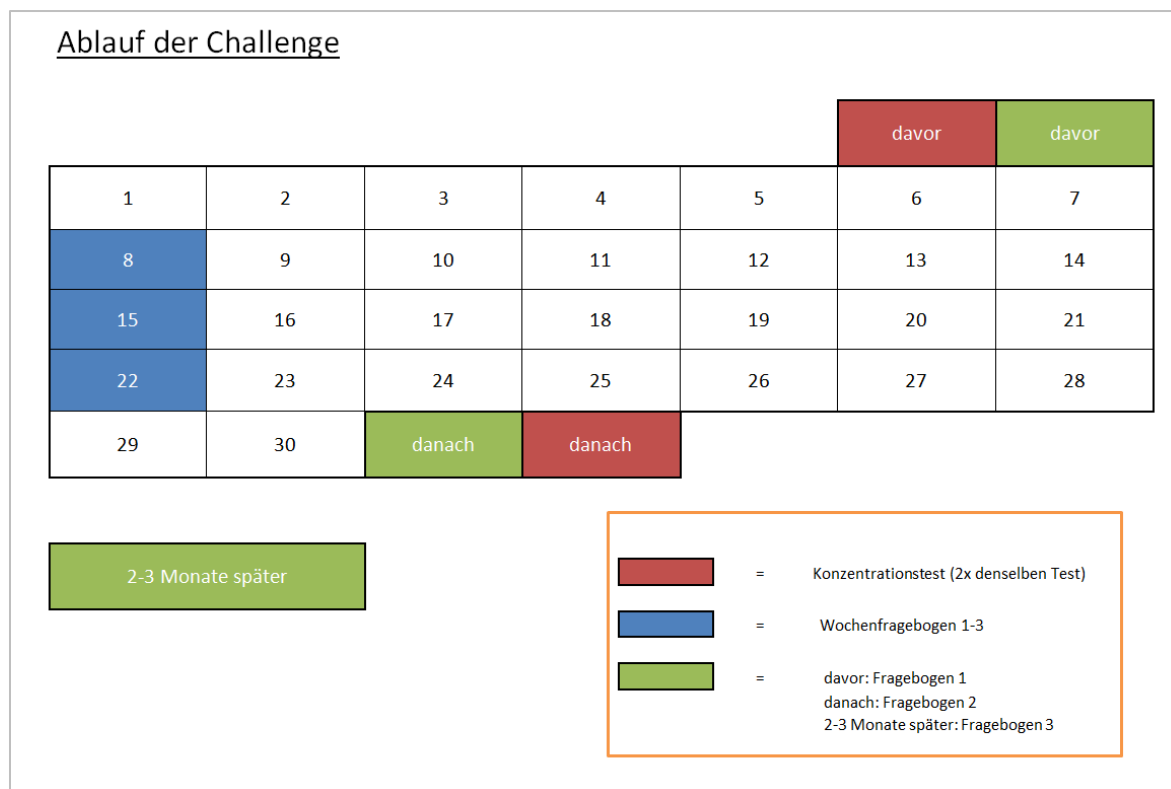 Ablauf der Challenge
davor davor
1 2 3 4 5 6 7
8 9 10 11 12 13 14
15 16 17 18 19 20 21
22 23 24 25 26 27 28
29 30 danach danach
2-3 Monate später
= Konzentrationstest (2x denselben Test)
= Wochenfragebogen 1-3
= davor: Fragebogen 1
danach: Fragebogen 2
2-3 Monate später: Fragebogen 3